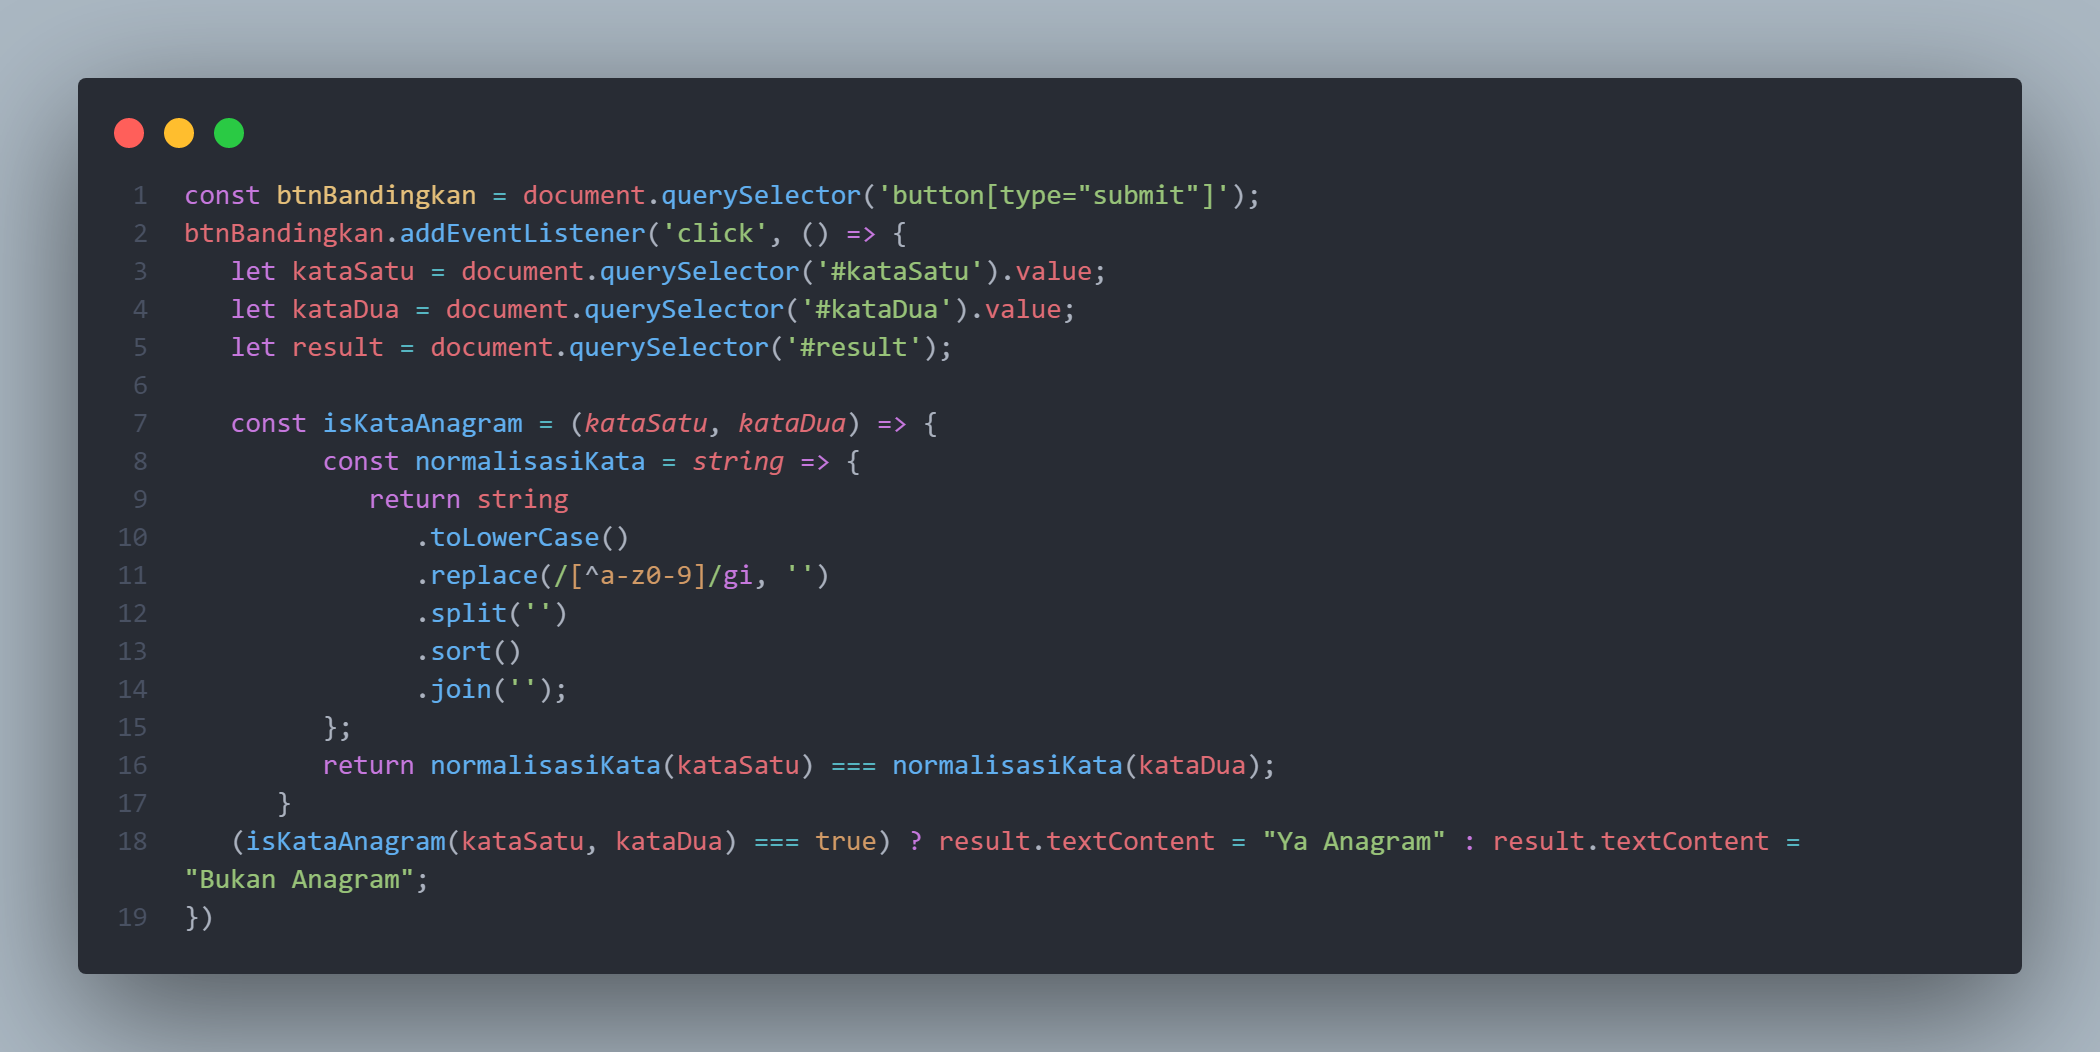 1 const btnBandingkan = document.querySelector('button[type="submit"]');
2 btnBandingkan.addEventListener('click', () => {
3    let kataSatu = document.querySelector('#kataSatu').value;
4    let kataDua = document.querySelector('#kataDua').value;
5    let result = document.querySelector('#result');
6
7    const isKataAnagram = (kataSatu, kataDua) => {
8          const normalisasiKata = string => {
9             return string
10                .toLowerCase()
11                .replace(/[^a-z0-9]/gi, '')
12                .split('')
13                .sort()
14                .join('');
15          };
16          return normalisasiKata(kataSatu) === normalisasiKata(kataDua);
17       }
18    (isKataAnagram(kataSatu, kataDua) === true) ? result.textContent = "Ya Anagram" : result.textContent =
"Bukan Anagram";
19 })